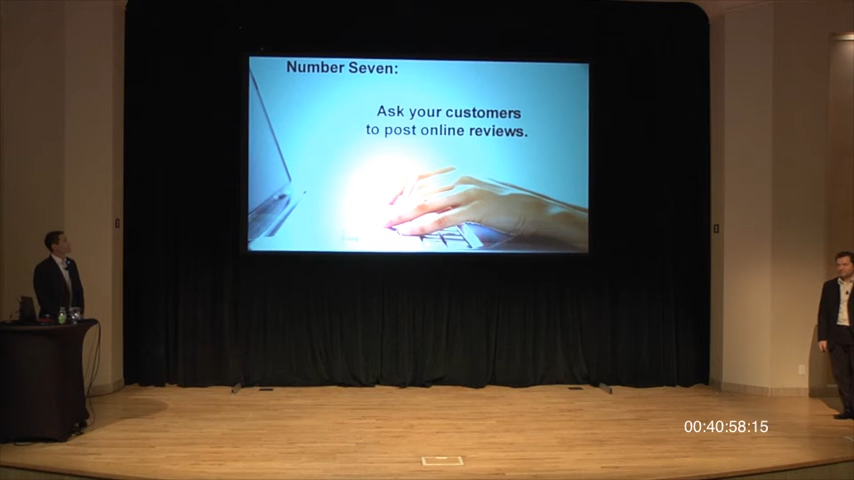 Number Seven:
Ask your customers
to post online reviews.
00:40:58:15